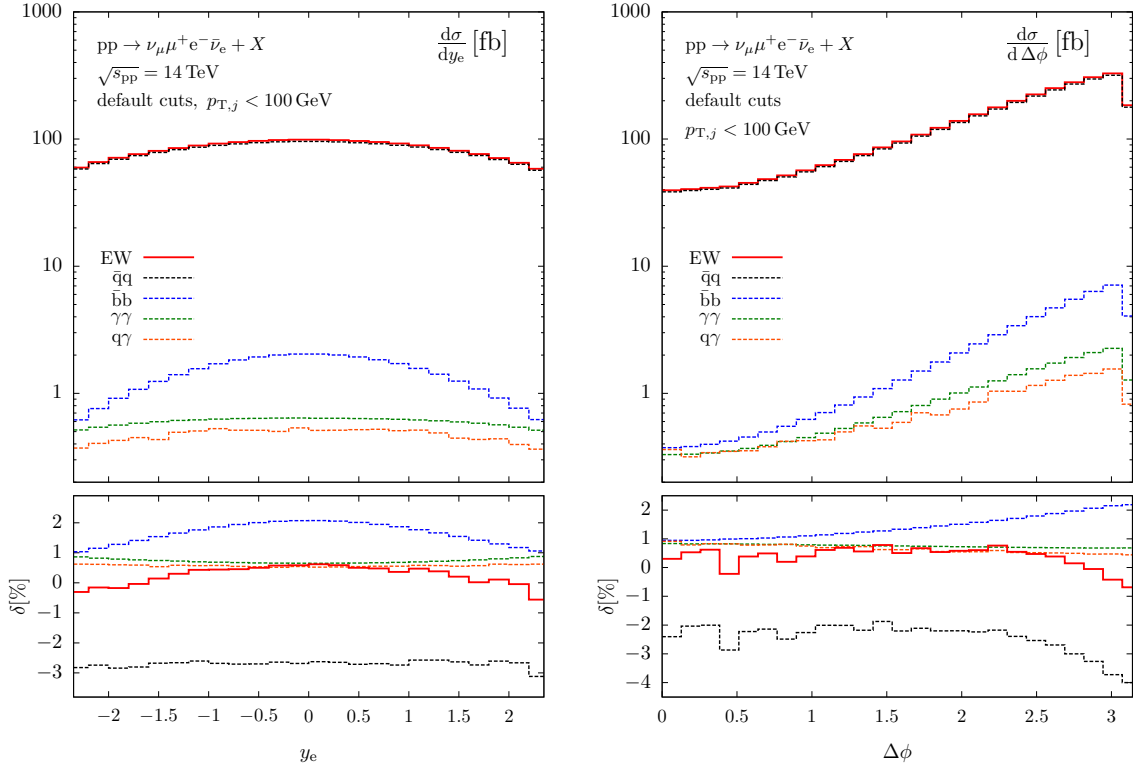 pp → ν_μ μ⁺ e⁻ ν̄_e + X
√s_pp = 14 TeV
default cuts, p_T,j < 100 GeV
dσ/dy_e [fb]
1000
100
10
1
EW
q̄q
b̄b
γγ
qγ
δ[%]
2
1
0
−1
−2
−3
−2 −1.5 −1 −0.5 0 0.5 1 1.5 2
y_e
pp → ν_μ μ⁺ e⁻ ν̄_e + X
√s_pp = 14 TeV
default cuts
p_T,j < 100 GeV
dσ/d Δϕ [fb]
1000
100
10
1
EW
q̄q
b̄b
γγ
qγ
δ[%]
2
1
0
−1
−2
−3
−4
0 0.5 1 1.5 2 2.5 3
Δϕ